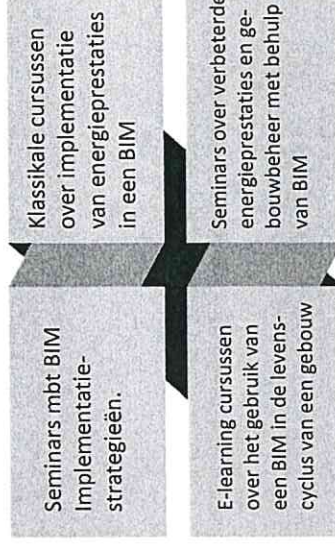 Seminars mbt BIM
Implementatie-
strategieën.
Klassikale cursussen
over implementatie
van energieprestaties
in een BIM
E-learning cursussen
over het gebruik van
een BIM in de levens-
cyclus van een gebouw
Seminars over verbeterde
energieprestaties en ge-
bouwbeheer met behulp
van BIM